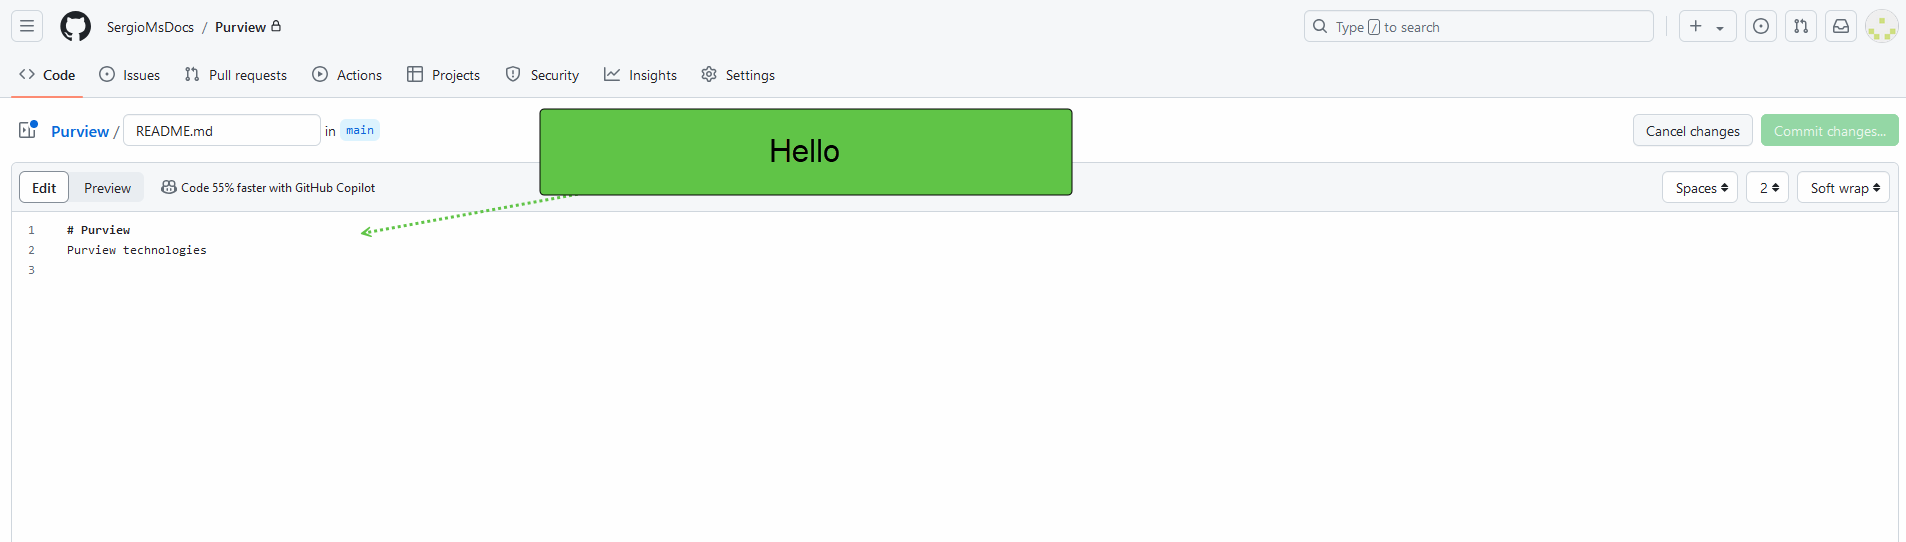 SergioMsDocs / Purview
Type / to search
Code Issues Pull requests Actions Projects Security Insights Settings
Purview / README.md in main
Cancel changes Commit changes...
Hello
Edit Preview Code 55% faster with GitHub Copilot
Spaces 2 Soft wrap
1 # Purview
2 Purview technologies
3